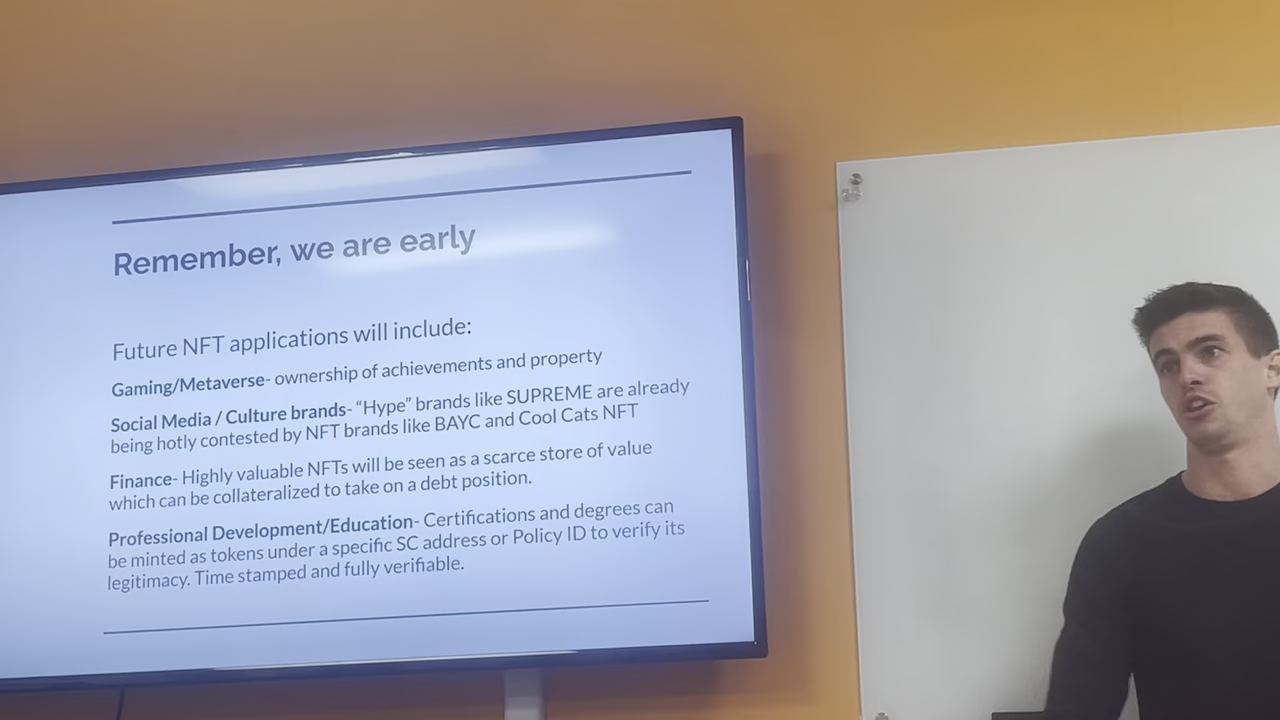 Remember, we are early
Future NFT applications will include:
Gaming/Metaverse- ownership of achievements and property
Social Media / Culture brands- “Hype” brands like SUPREME are already
being hotly contested by NFT brands like BAYC and Cool Cats NFT
Finance- Highly valuable NFTs will be seen as a scarce store of value
which can be collateralized to take on a debt position.
Professional Development/Education- Certifications and degrees can
be minted as tokens under a specific SC address or Policy ID to verify its
legitimacy. Time stamped and fully verifiable.